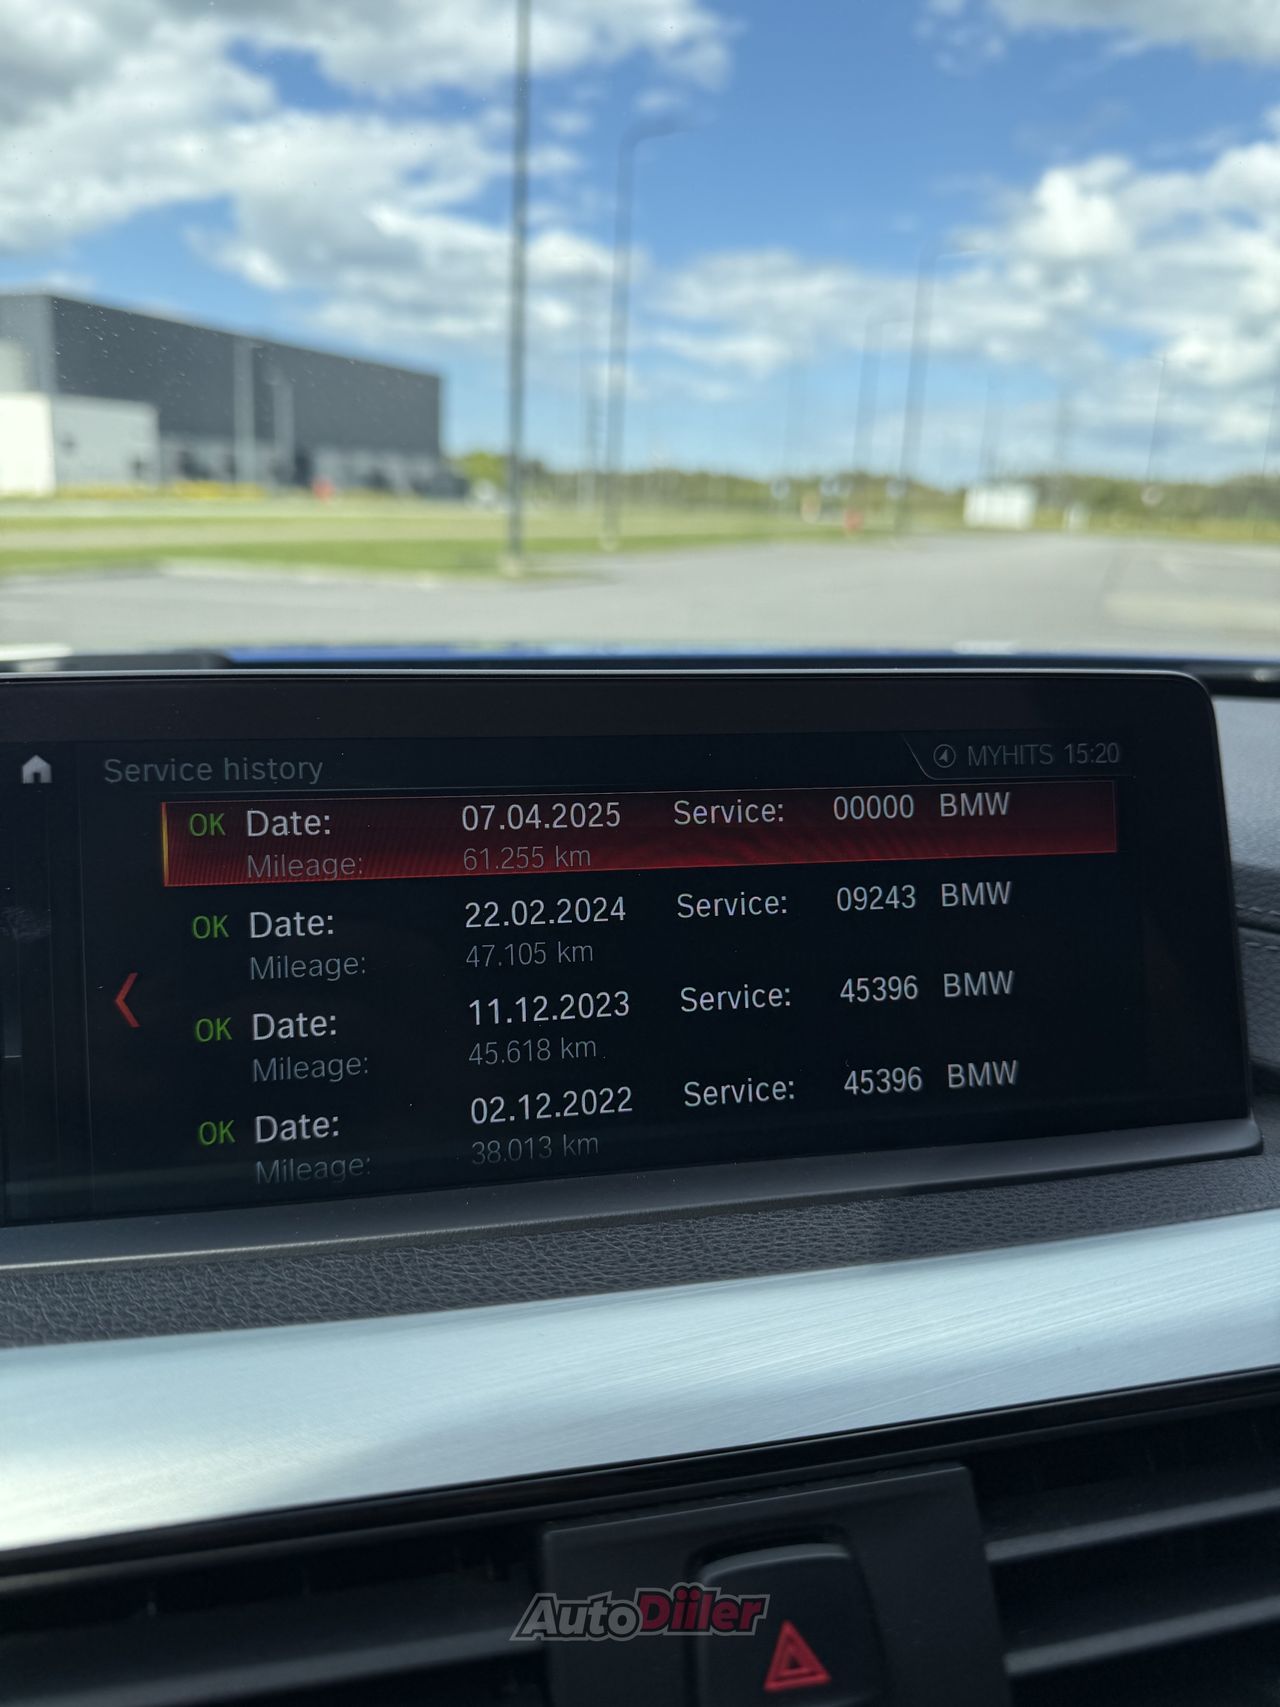 Service history
MYHITS 15:20
OK Date: 07.04.2025 Service: 00000 BMW
Mileage: 61.255 km
OK Date: 22.02.2024 Service: 09243 BMW
Mileage: 47.105 km
OK Date: 11.12.2023 Service: 45396 BMW
Mileage: 45.618 km
OK Date: 02.12.2022 Service: 45396 BMW
Mileage: 38.013 km
AutoDiiler